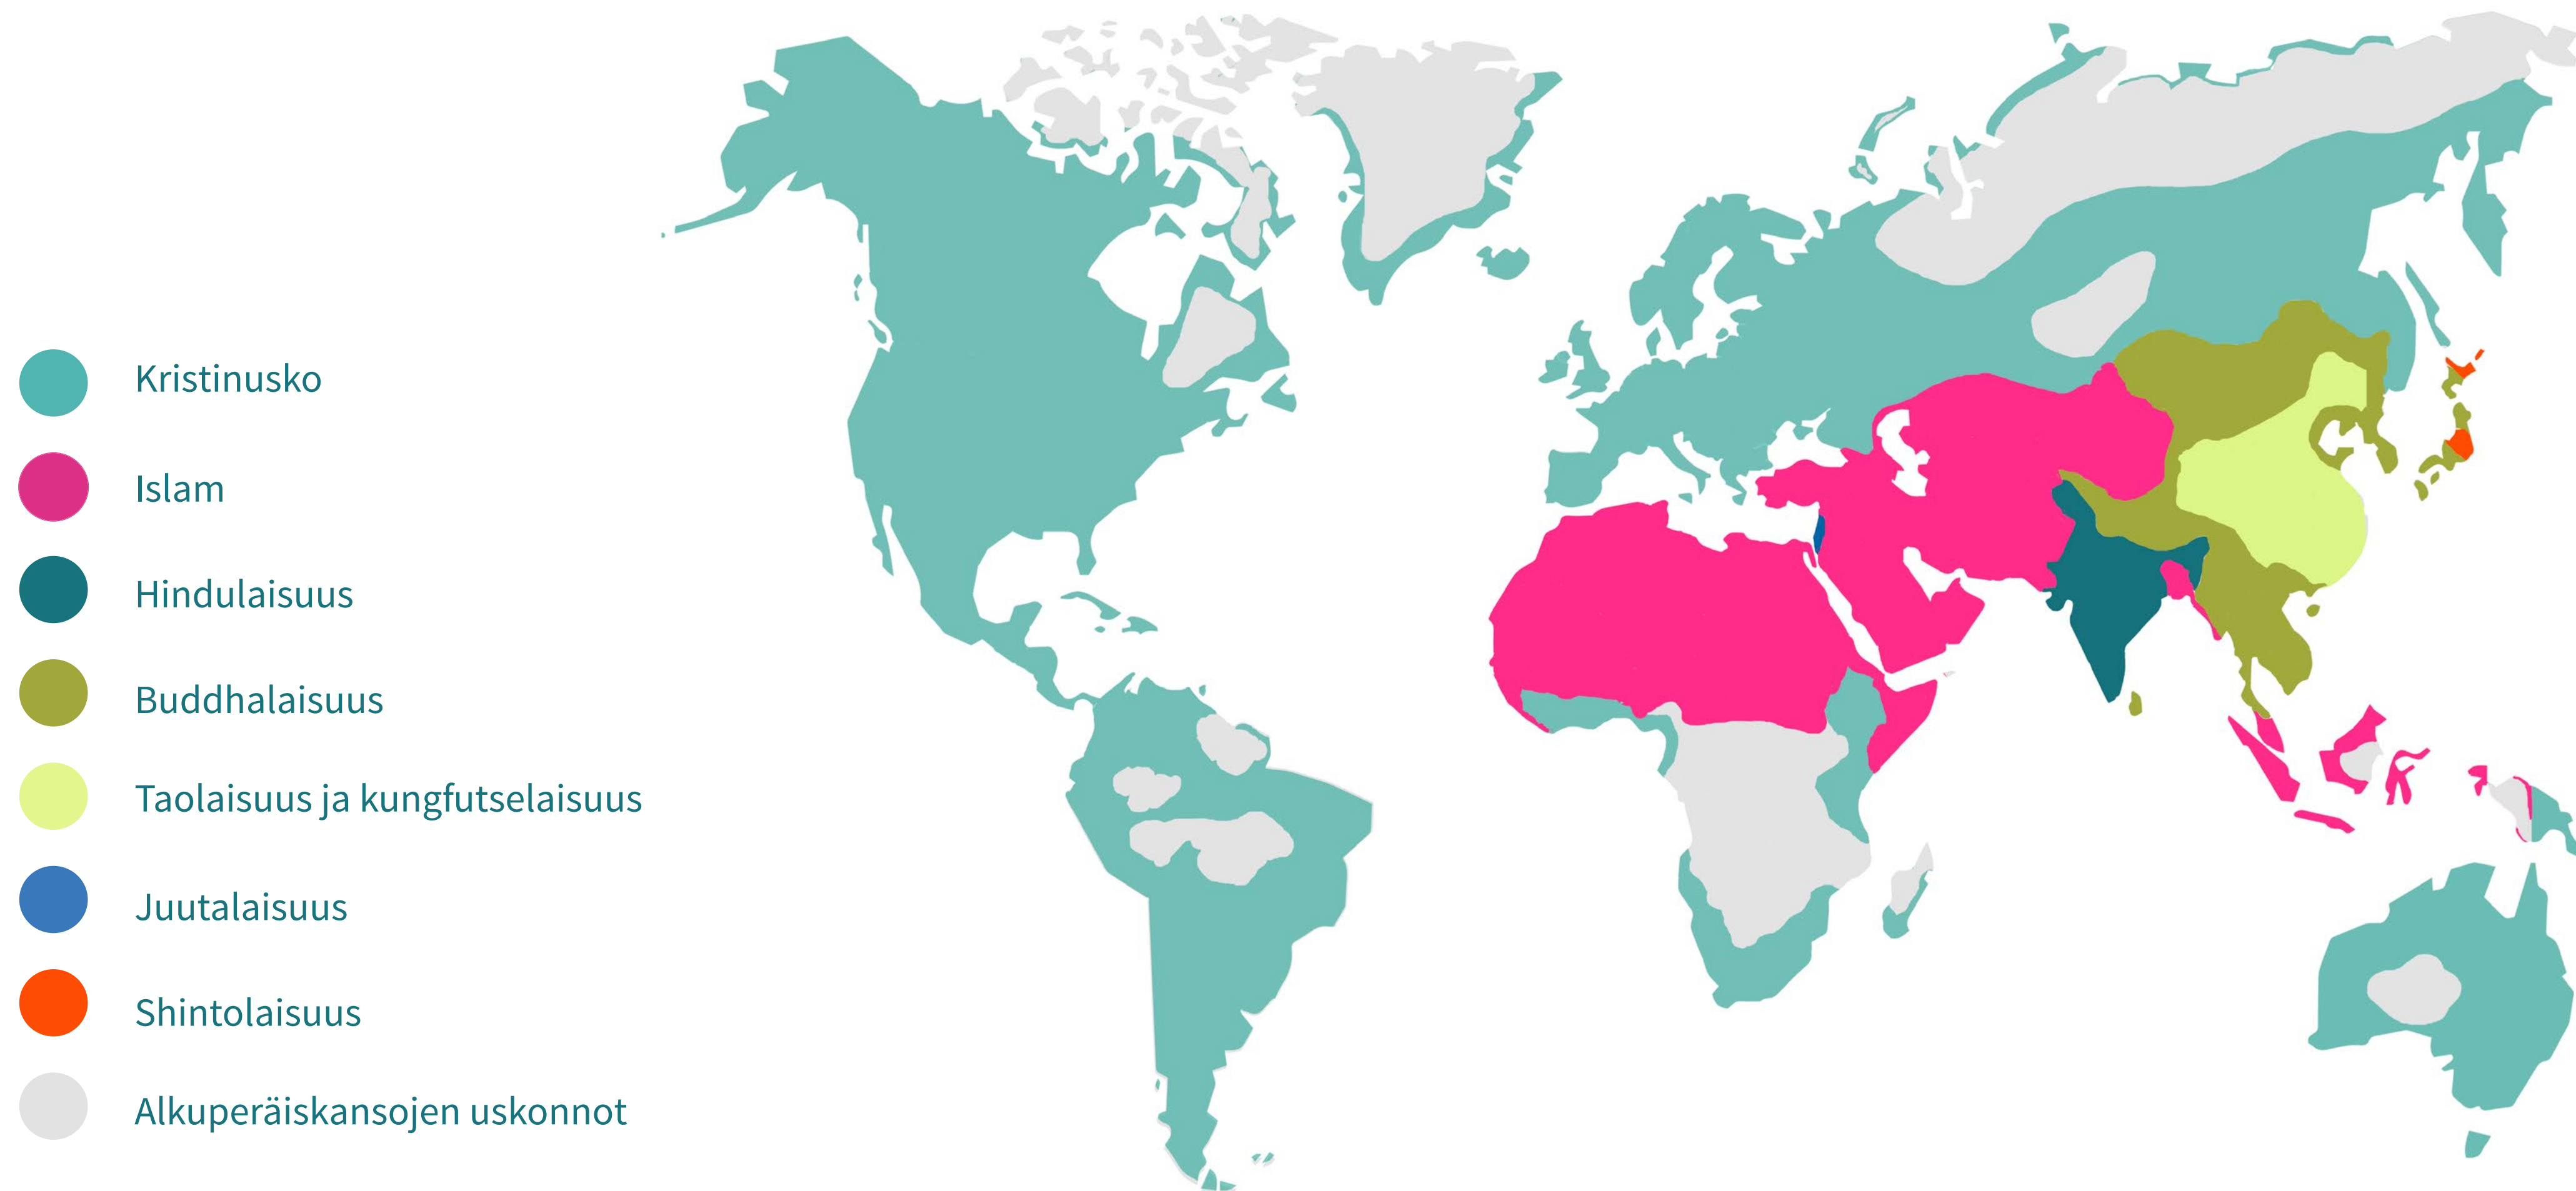 Kristinusko
Islam
Hindulaisuus
Buddhalaisuus
Taolaisuus ja kungfutselaisuus
Juutalaisuus
Shintolaisuus
Alkuperäiskansojen uskonnot